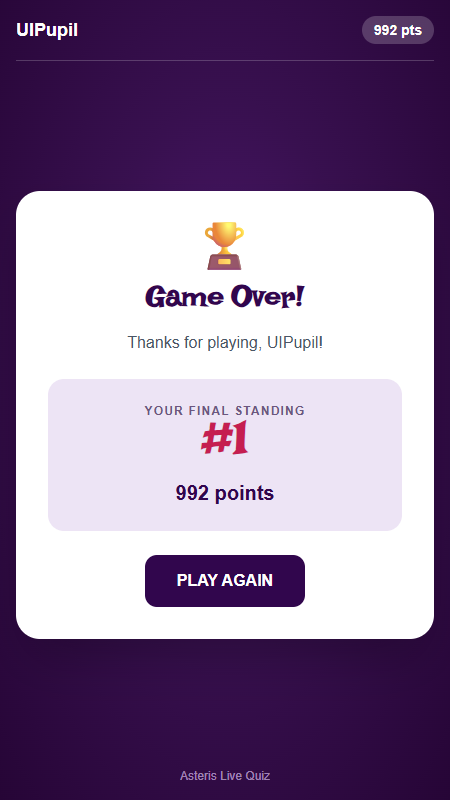 UIPupil
992 pts
Game Over!
Thanks for playing, UIPupil!
YOUR FINAL STANDING
#1
992 points
PLAY AGAIN
Asteris Live Quiz